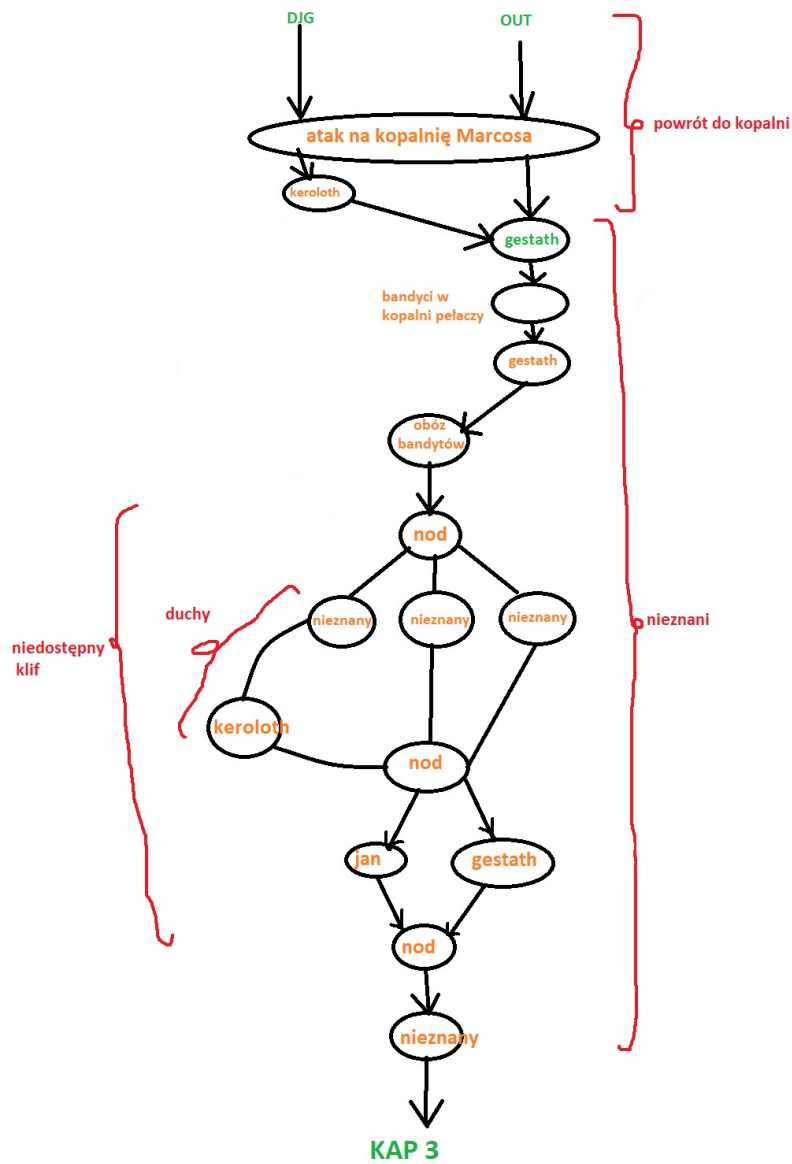 DJG
OUT
atak na kopalnię Marcosa
powrót do kopalni
keroloth
gestath
bandyci w
kopalni pełaczy
gestath
obóz
bandytów
nod
duchy
nieznany
nieznany
nieznany
nieznani
niedostępny
klif
keroloth
nod
jan
gestath
nod
nieznany
KAP 3